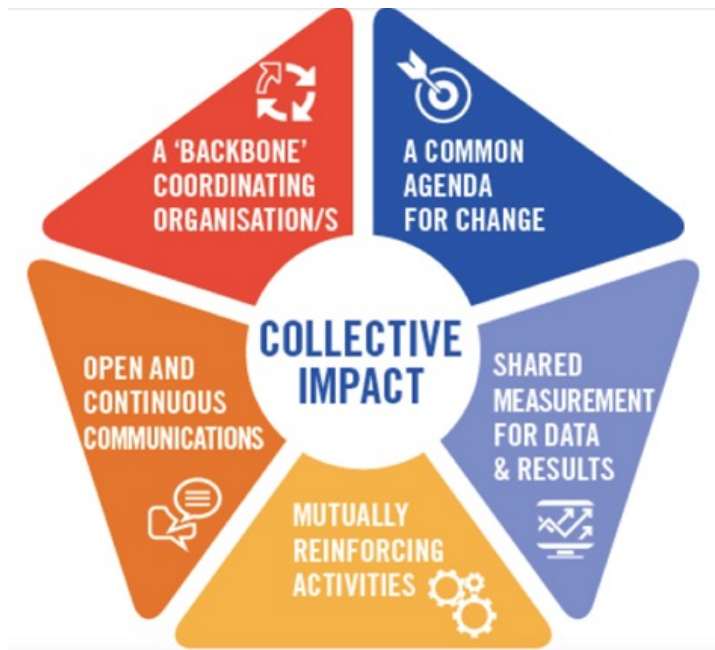 A ‘BACKBONE’
COORDINATING
ORGANISATION/S
A COMMON
AGENDA
FOR CHANGE
COLLECTIVE
IMPACT
OPEN AND
CONTINUOUS
COMMUNICATIONS
SHARED
MEASUREMENT
FOR DATA
& RESULTS
MUTUALLY
REINFORCING
ACTIVITIES